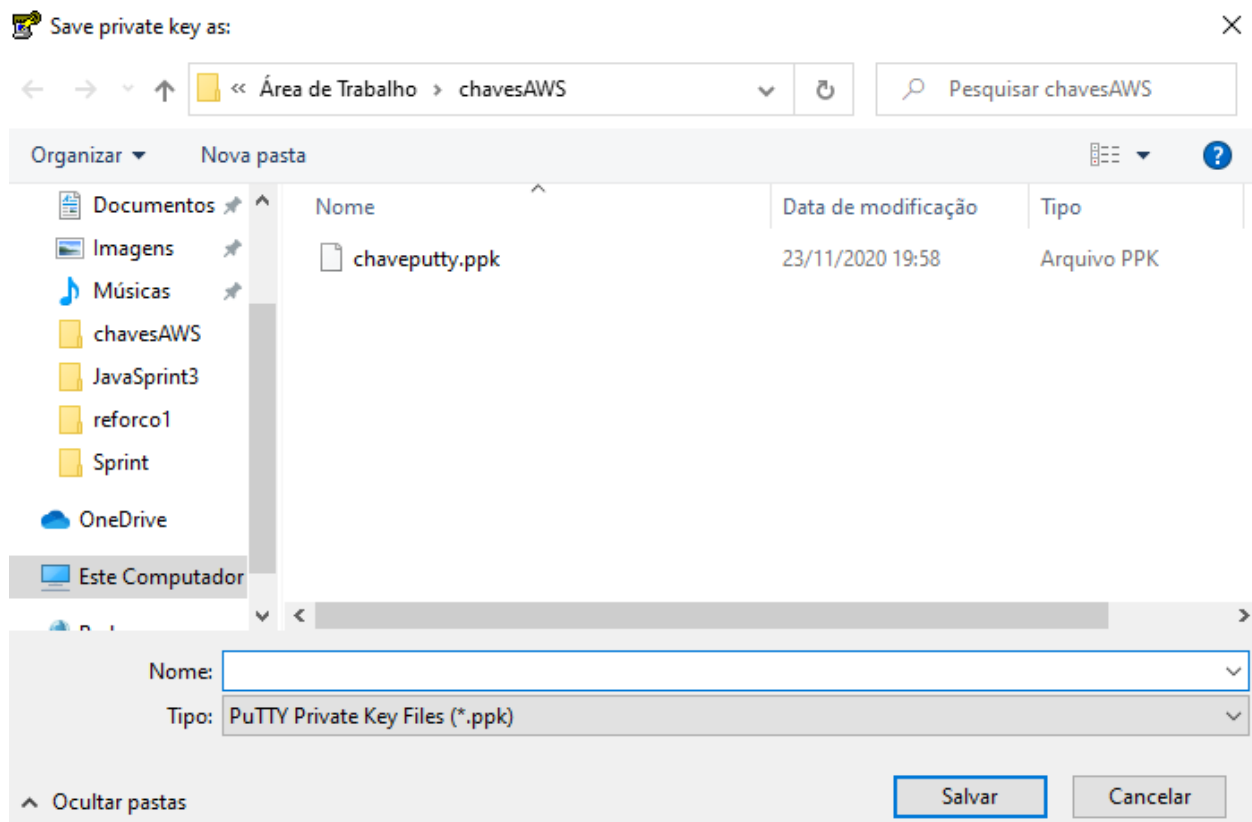 Save private key as:
« Área de Trabalho › chavesAWS
Pesquisar chavesAWS
Organizar Nova pasta
Nome Data de modificação Tipo
chaveputty.ppk 23/11/2020 19:58 Arquivo PPK
Documentos
Imagens
Músicas
chavesAWS
JavaSprint3
reforco1
Sprint
OneDrive
Este Computador
Nome:
Tipo: PuTTY Private Key Files (*.ppk)
Ocultar pastas
Salvar Cancelar